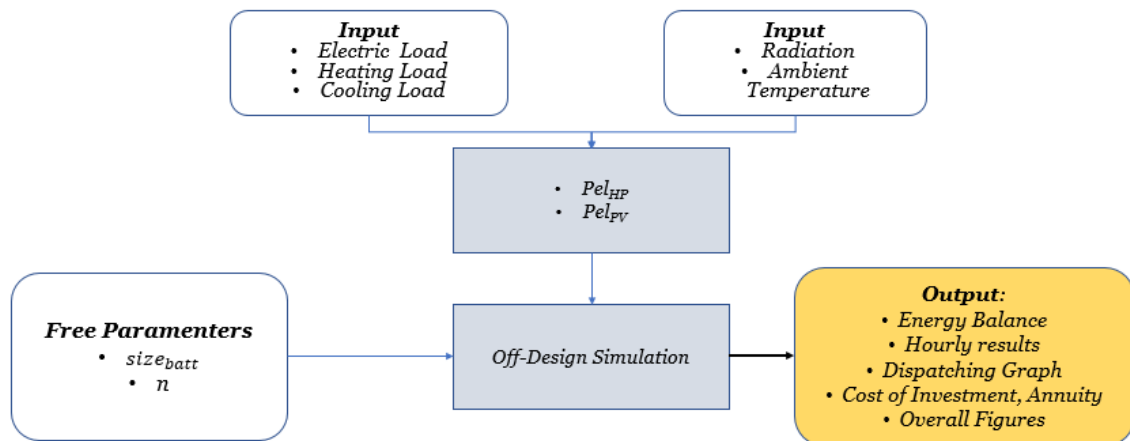 Input
• Electric Load
• Heating Load
• Cooling Load
Input
• Radiation
• Ambient
Temperature
• Pel_HP
• Pel_PV
Free Paramenters
• size_batt
• n
Off-Design Simulation
Output:
• Energy Balance
• Hourly results
• Dispatching Graph
• Cost of Investment, Annuity
• Overall Figures